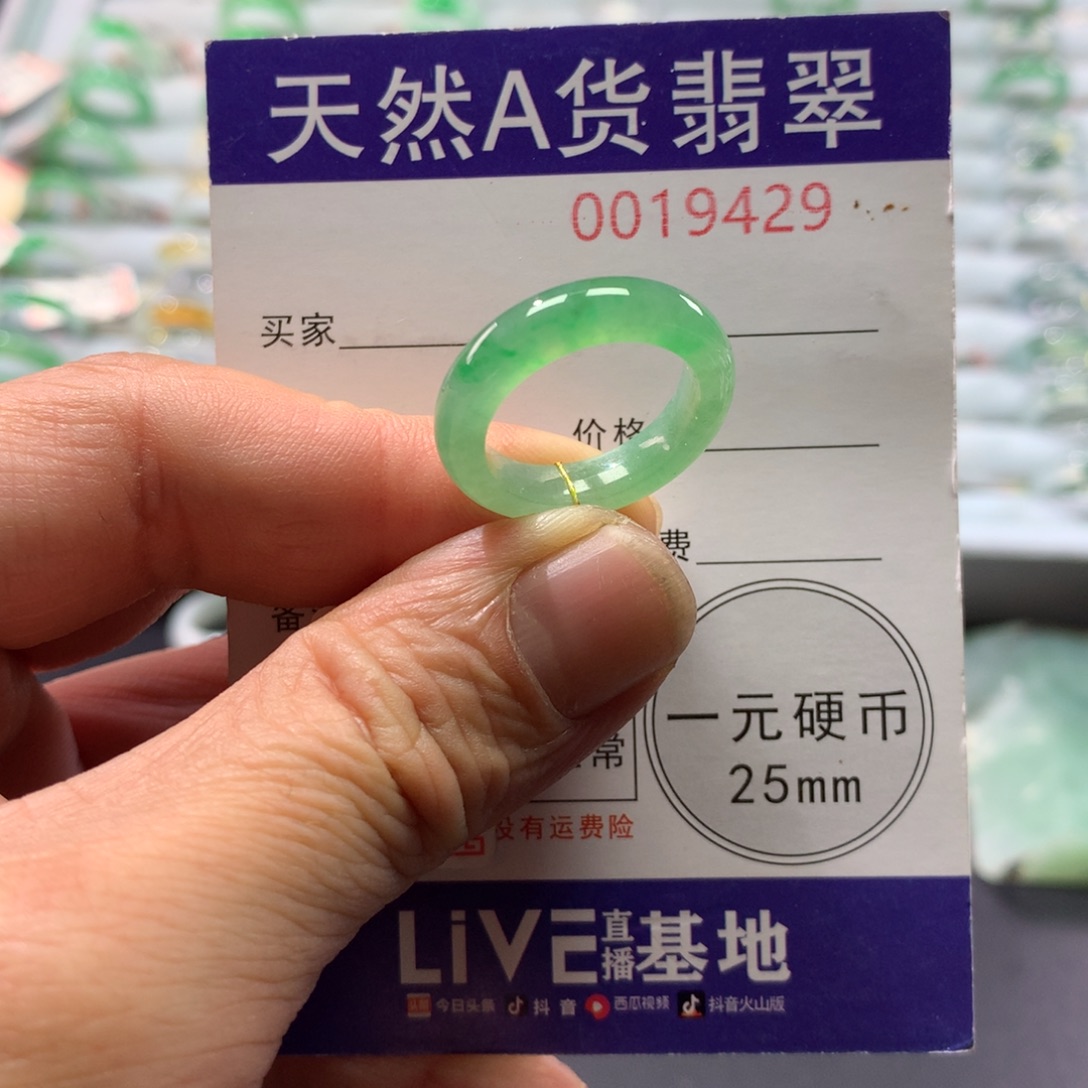 天然A货翡翠
0019429
买家
价格
费
备
常
一元硬币
25mm
没有运费险
LiVE直播基地
今日头条 抖音 西瓜视频 抖音火山版